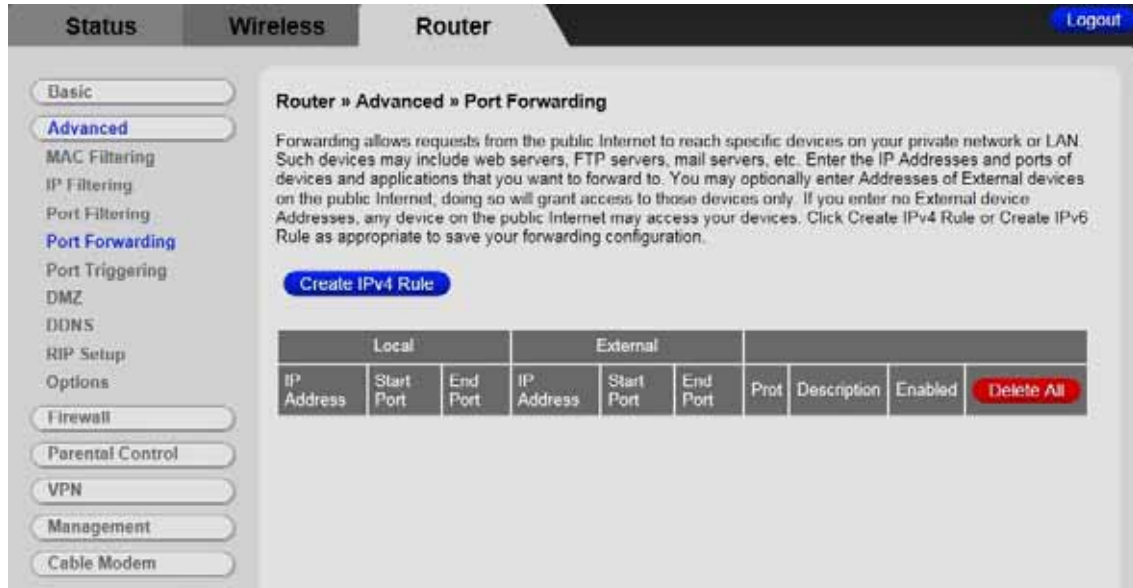 Status
Wireless
Router
Logout
Basic
Advanced
MAC Filtering
IP Filtering
Port Filtering
Port Forwarding
Port Triggering
DMZ
DDNS
RIP Setup
Options
Firewall
Parental Control
VPN
Management
Cable Modem
Router » Advanced » Port Forwarding
Forwarding allows requests from the public Internet to reach specific devices on your private network or LAN.
Such devices may include web servers, FTP servers, mail servers, etc. Enter the IP Addresses and ports of
devices and applications that you want to forward to. You may optionally enter Addresses of External devices
on the public Internet; doing so will grant access to those devices only. If you enter no External device
Addresses, any device on the public Internet may access your devices. Click Create IPv4 Rule or Create IPv6
Rule as appropriate to save your forwarding configuration.
Create IPv4 Rule
Local
External
IP Address
Start Port
End Port
IP Address
Start Port
End Port
Prot
Description
Enabled
Delete All